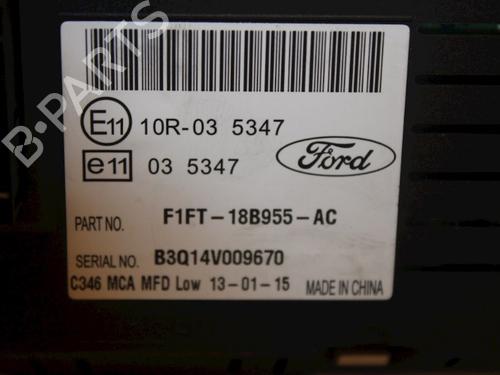 B-PARTS
E11 10R-03 5347
e11 03 5347
Ford
PART NO. F1FT-18B955-AC
SERIAL NO. B3Q14V009670
C346 MCA MFD Low 13-01-15 MADE IN CHINA